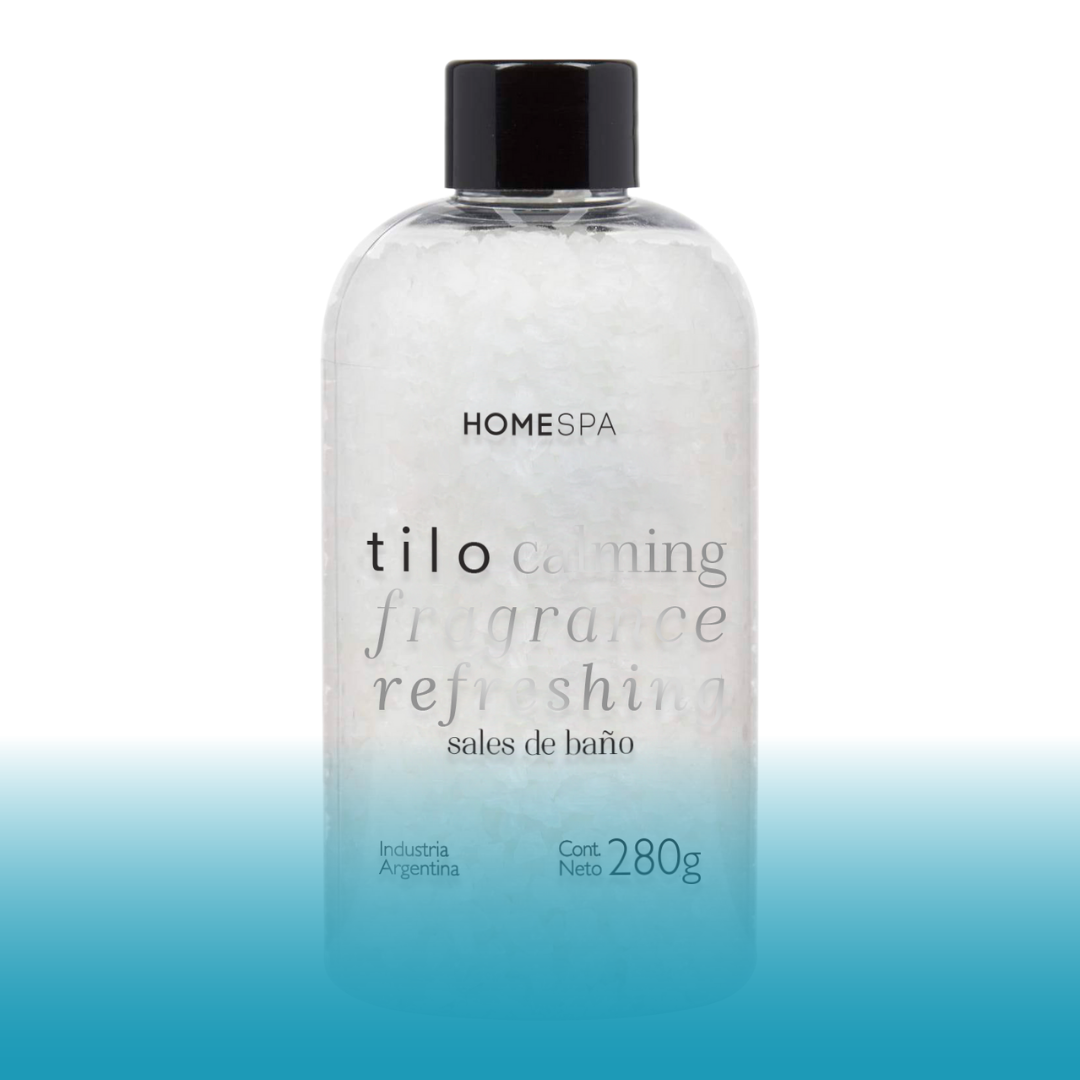 HOMESPA
tilo calming
fragrance
refreshing
sales de baño
Industria
Argentina
Cont.
Neto 280g